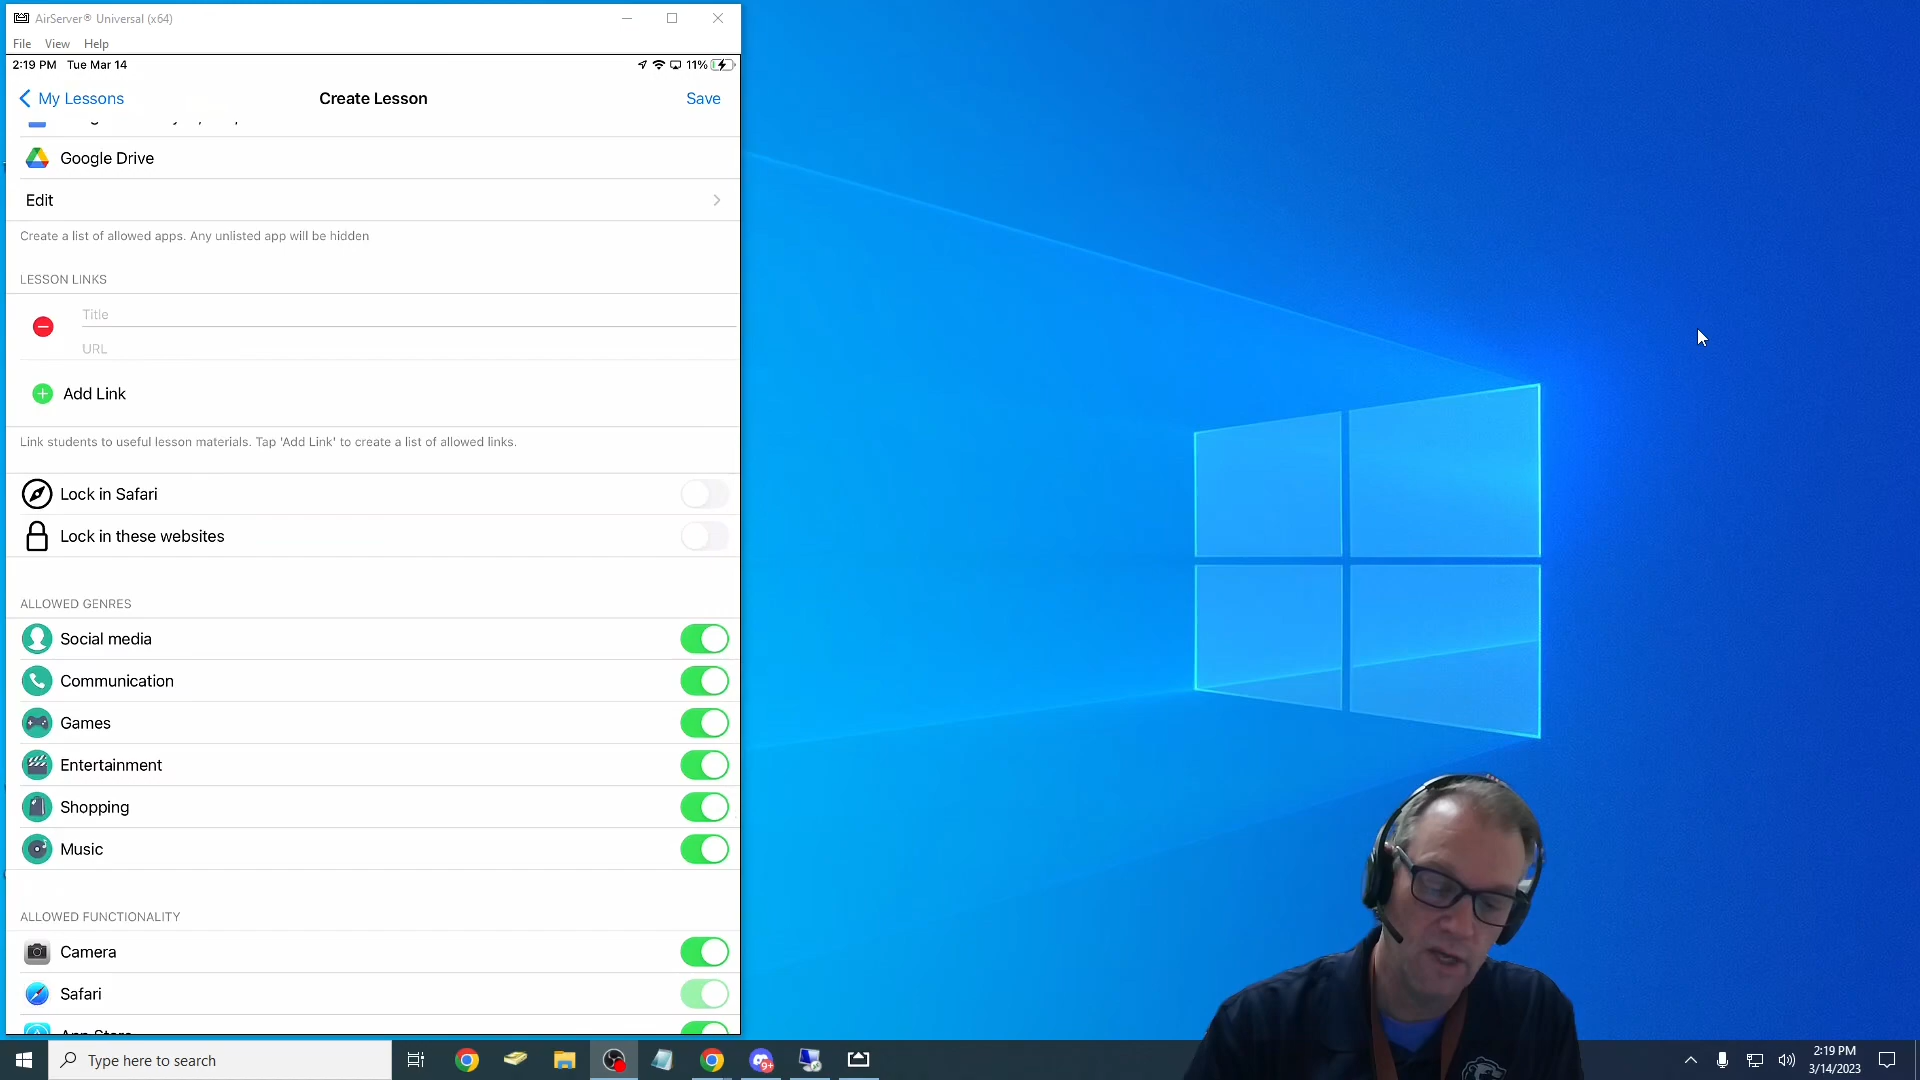 AirServer® Universal (x64)
File View Help
2:19 PM Tue Mar 14 11%
My Lessons Create Lesson Save
Google Drive
Edit
Create a list of allowed apps. Any unlisted app will be hidden
LESSON LINKS
Title
URL
Add Link
Link students to useful lesson materials. Tap 'Add Link' to create a list of allowed links.
Lock in Safari
Lock in these websites
ALLOWED GENRES
Social media
Communication
Games
Entertainment
Shopping
Music
ALLOWED FUNCTIONALITY
Camera
Safari
App Store
Type here to search
9+
2:19 PM
3/14/2023